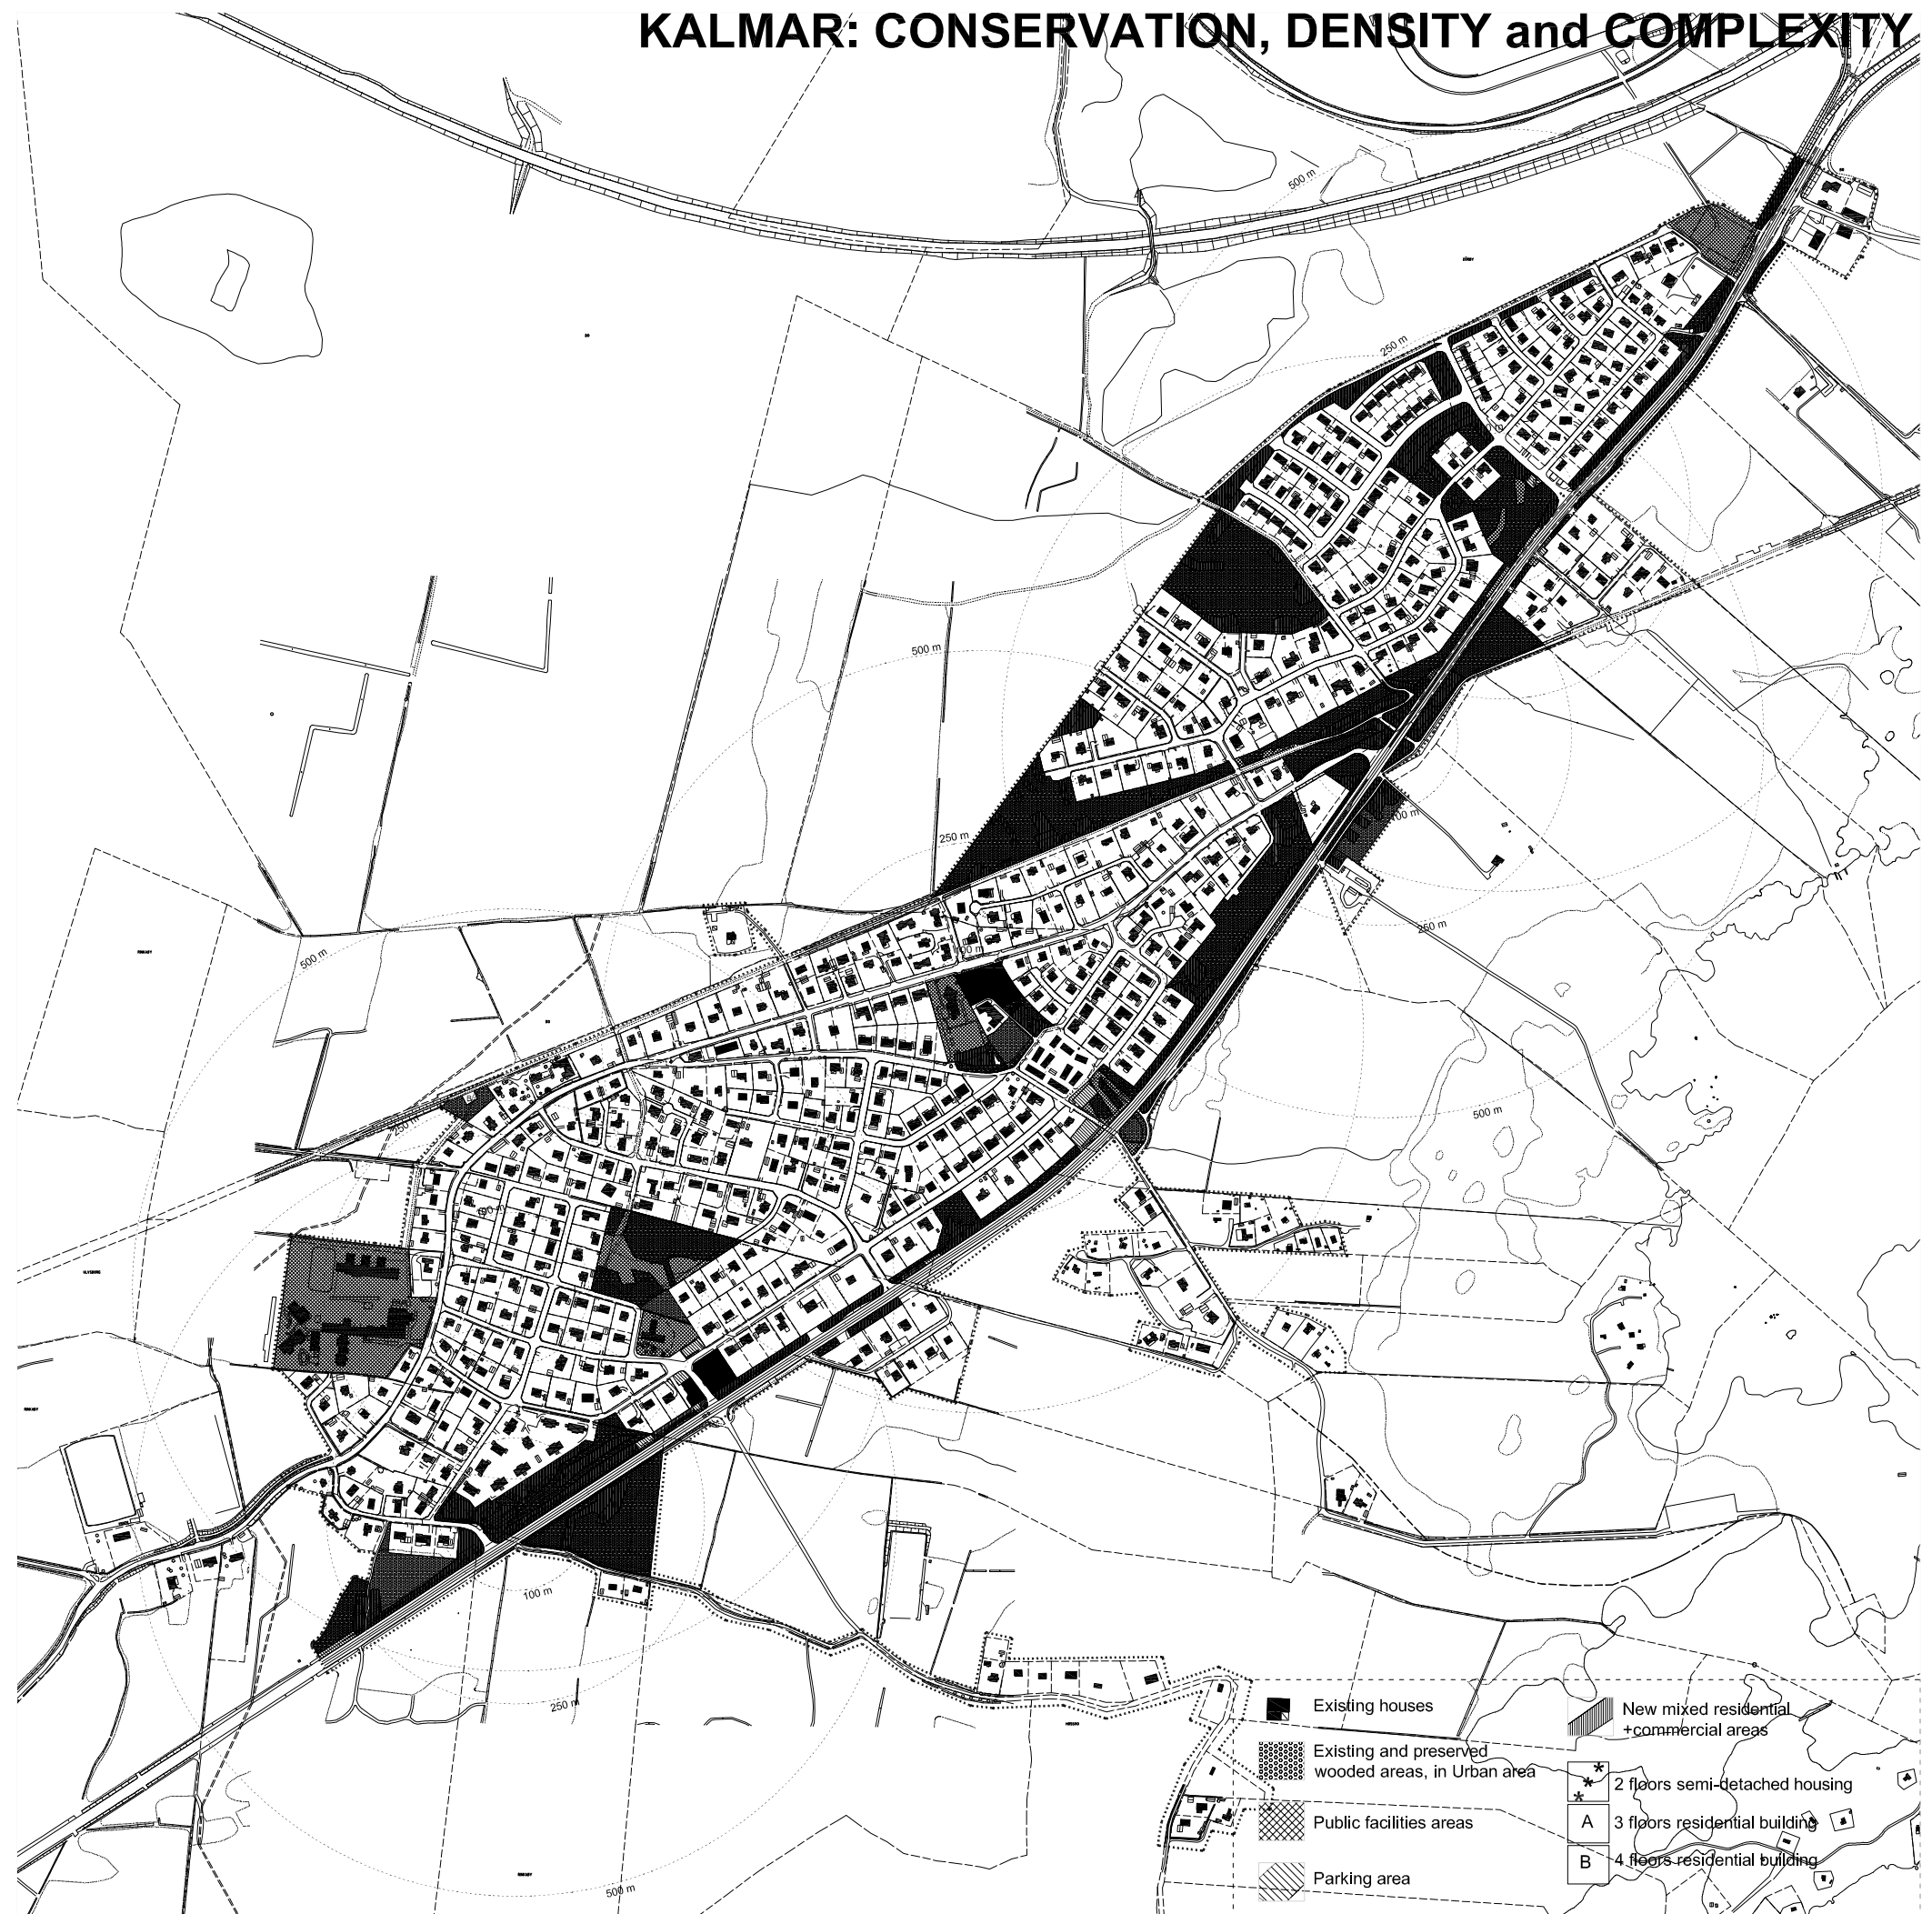 KALMAR: CONSERVATION, DENSITY and COMPLEXITY
500 m
250 m
500 m
250 m
100 m
100 m
250 m
500 m
250 m
500 m
100 m
100 m
250 m
500 m
Existing houses
Existing and preserved
wooded areas, in Urban area
Public facilities areas
Parking area
New mixed residential
+commercial areas
* * *
2 floors semi-detached housing
A
3 floors residential building
B
4 floors residential building